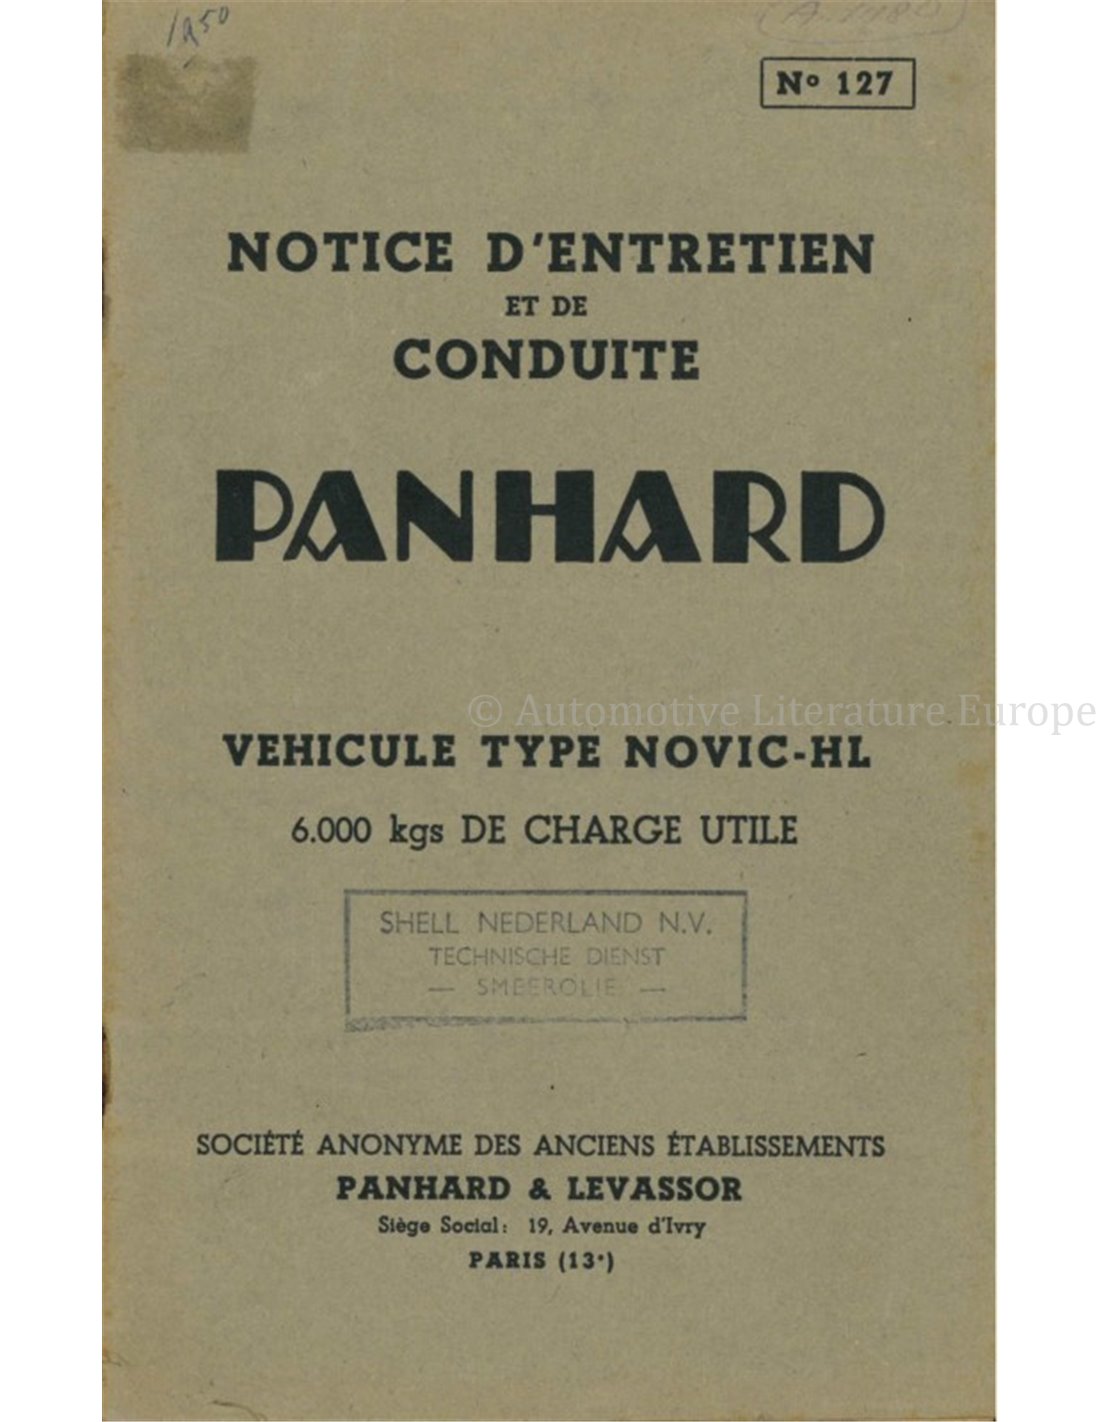 1950
Nº 127
NOTICE D'ENTRETIEN
ET DE
CONDUITE
PANHARD
© Automotive Literature Europe
VEHICULE TYPE NOVIC-HL
6.000 kgs DE CHARGE UTILE
SHELL NEDERLAND N.V.
TECHNISCHE DIENST
— SMEEROLIE —
SOCIÉTÉ ANONYME DES ANCIENS ÉTABLISSEMENTS
PANHARD & LEVASSOR
Siège Social: 19, Avenue d'Ivry
PARIS (13e)